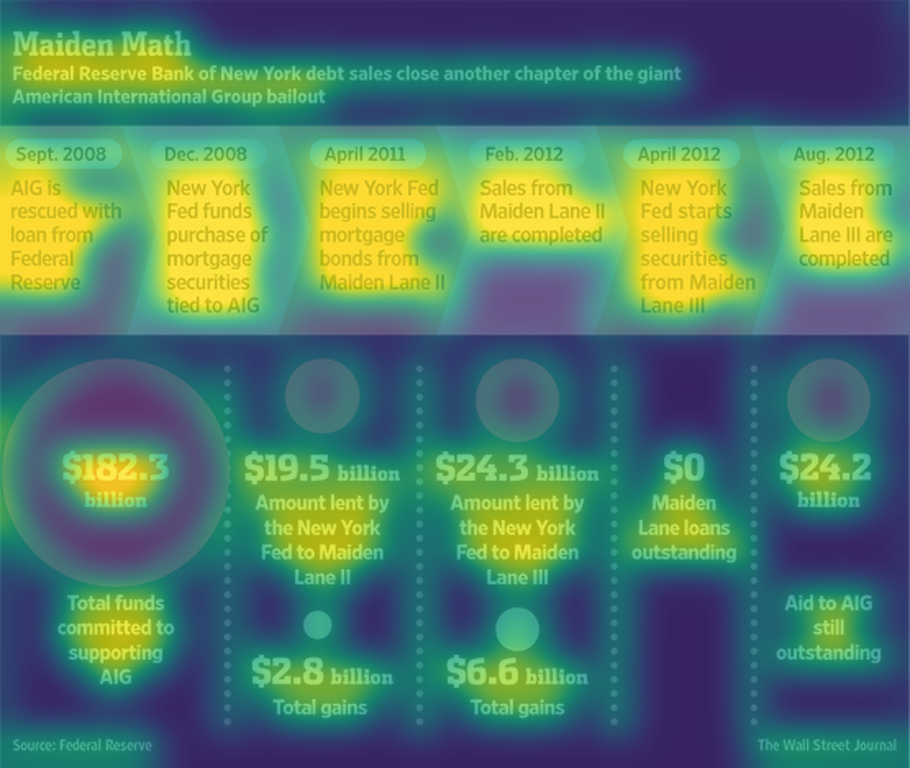 Maiden Math
Federal Reserve Bank of New York debt sales close another chapter of the giant
American International Group bailout
Sept. 2008
AIG is
rescued with
loan from
Federal
Reserve
Dec. 2008
New York
Fed funds
purchase of
mortgage
securities
tied to AIG
April 2011
New York Fed
begins selling
mortgage
bonds from
Maiden Lane II
Feb. 2012
Sales from
Maiden Lane II
are completed
April 2012
New York
Fed starts
selling
securities
from Maiden
Lane III
Aug. 2012
Sales from
Maiden
Lane III are
completed
$182.3
billion
Total funds
committed to
supporting
AIG
$19.5 billion
Amount lent by
the New York
Fed to Maiden
Lane II
$2.8 billion
Total gains
$24.3 billion
Amount lent by
the New York
Fed to Maiden
Lane III
$6.6 billion
Total gains
$0
Maiden
Lane loans
outstanding
$24.2
billion
Aid to AIG
still
outstanding
Source: Federal Reserve
The Wall Street Journal